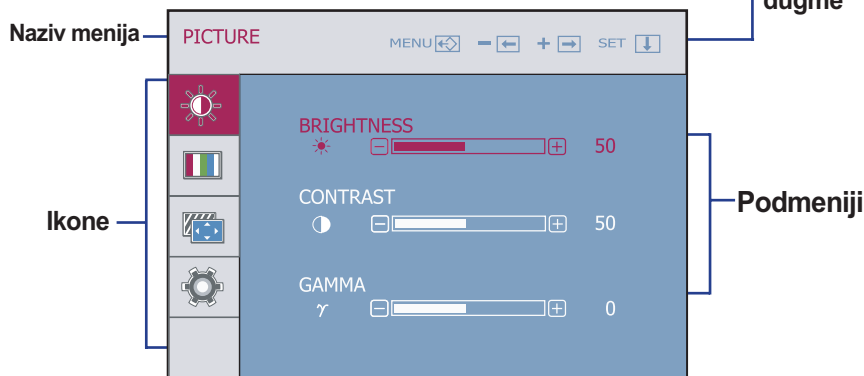 dugme
Naziv menija
PICTURE MENU - + SET
BRIGHTNESS
50
CONTRAST
50
Ikone
Podmeniji
GAMMA
γ 0